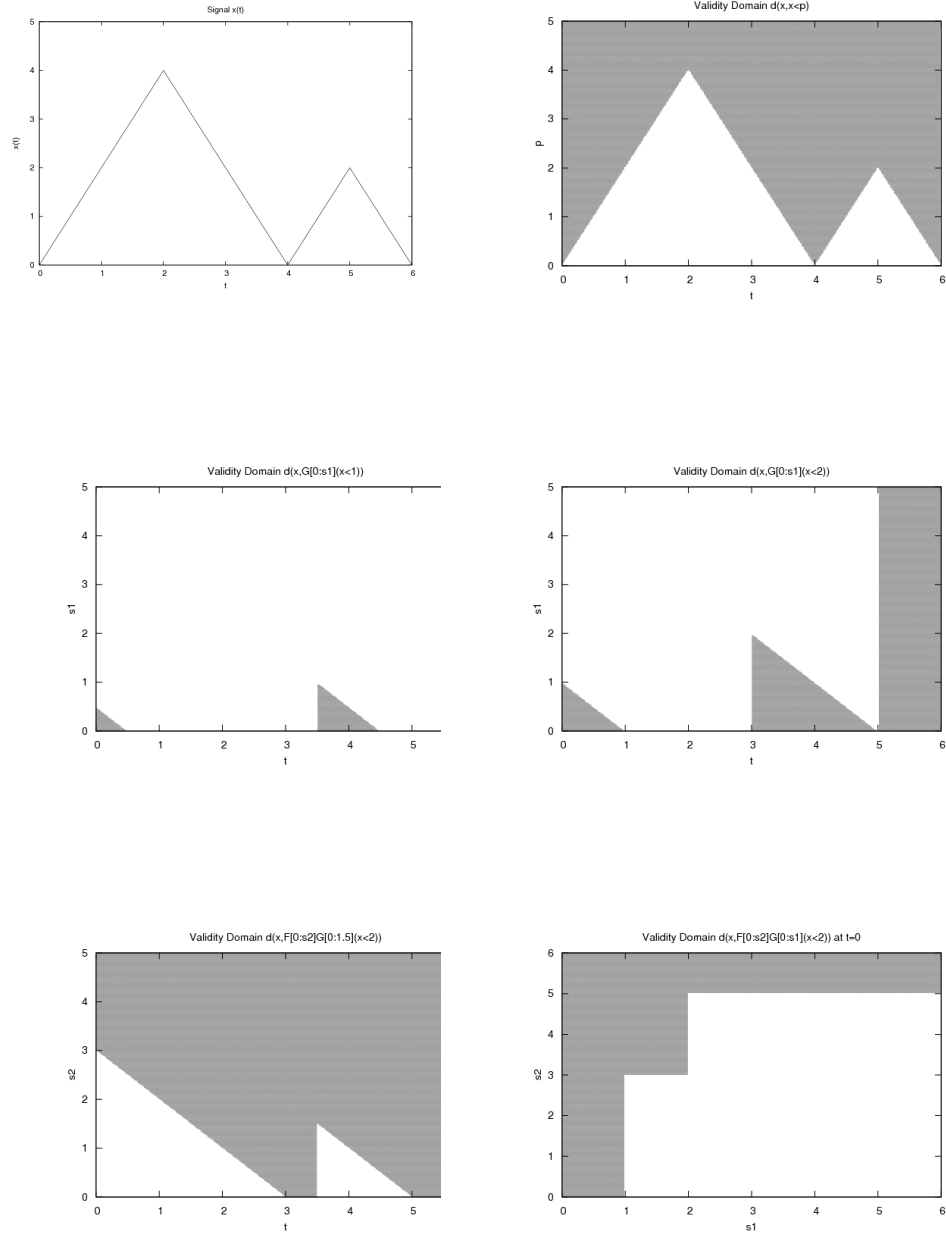 Signal x(t)
5
4
3
2
1
0
x(t)
0 1 2 3 4 5 6
t
Validity Domain d(x,x<p)
5
4
3
2
1
0
p
0 1 2 3 4 5 6
t
Validity Domain d(x,G[0:s1](x<1))
5
4
3
2
1
0
s1
0 1 2 3 4 5
t
Validity Domain d(x,G[0:s1](x<2))
5
4
3
2
1
0
s1
0 1 2 3 4 5 6
t
Validity Domain d(x,F[0:s2]G[0:1.5](x<2))
5
4
3
2
1
0
s2
0 1 2 3 4 5
t
Validity Domain d(x,F[0:s2]G[0:s1](x<2)) at t=0
6
5
4
3
2
1
0
s2
0 1 2 3 4 5 6
s1